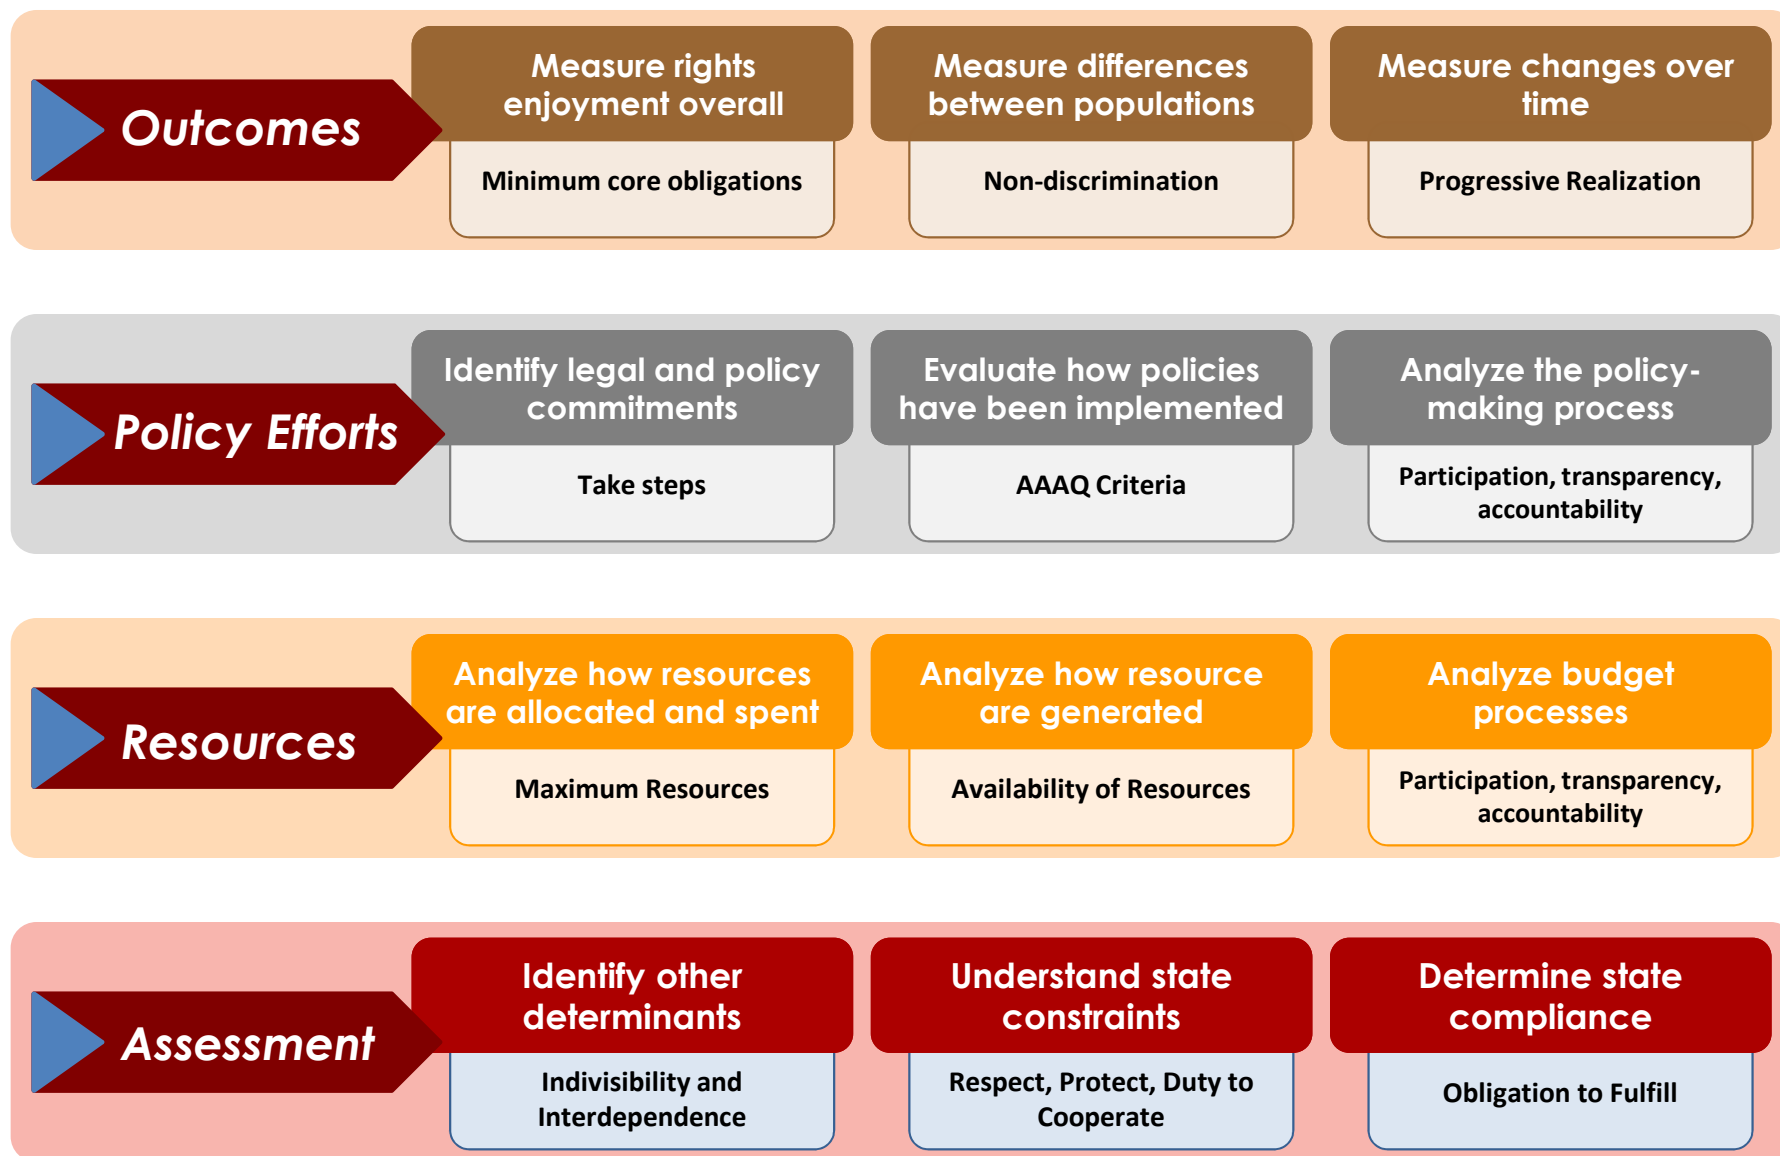 Outcomes
Measure rights
enjoyment overall
Minimum core obligations
Measure differences
between populations
Non-discrimination
Measure changes over
time
Progressive Realization
Policy Efforts
Identify legal and policy
commitments
Take steps
Evaluate how policies
have been implemented
AAAQ Criteria
Analyze the policy-
making process
Participation, transparency,
accountability
Resources
Analyze how resources
are allocated and spent
Maximum Resources
Analyze how resource
are generated
Availability of Resources
Analyze budget
processes
Participation, transparency,
accountability
Assessment
Identify other
determinants
Indivisibility and
Interdependence
Understand state
constraints
Respect, Protect, Duty to
Cooperate
Determine state
compliance
Obligation to Fulfill